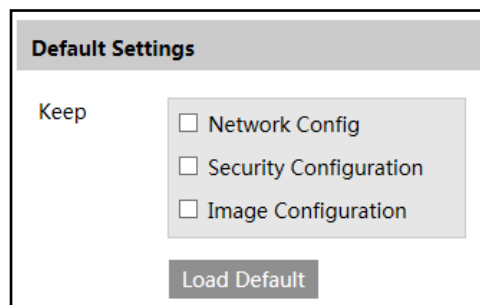 Default Settings
Keep
Network Config
Security Configuration
Image Configuration
Load Default